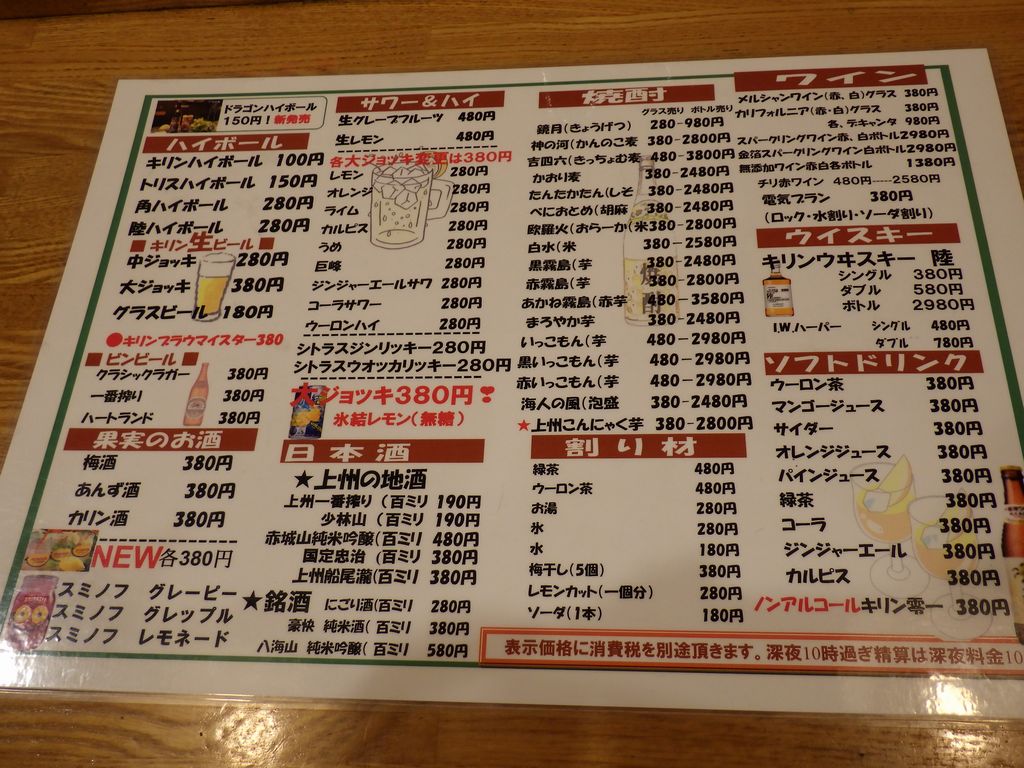 ドラゴンハイボール
150円！新発売
ハイボール
キリンハイボール 100円
トリスハイボール 150円
角ハイボール 280円
陸ハイボール 280円
■キリン生ビール■
中ジョッキ 280円
大ジョッキ 380円
グラスビール 180円
●キリンブラウマイスター380
■ビンビール■
クラシックラガー 380円
一番搾り 380円
ハートランド 380円
果実のお酒
梅酒 380円
あんず酒 380円
カリン酒 380円
NEW各380円
スミノフ グレーピー
スミノフ グレップル
スミノフ レモネード
サワー＆ハイ
生グレープフルーツ 480円
生レモン 480円
各大ジョッキ変更は380円
レモン 280円
オレンジ 280円
ライム 280円
カルピス 280円
うめ 280円
巨峰 280円
ジンジャーエールサワ 280円
コーラサワー 280円
ウーロンハイ 280円
シトラスジンリッキー280円
シトラスウオッカリッキー280円
大ジョッキ380円❣
氷結レモン(無糖)
日本酒
★上州の地酒
上州一番搾り(百ミリ 190円
少林山(百ミリ 190円
赤城山純米吟醸(百ミリ 480円
国定忠治(百ミリ 380円
上州船尾瀧(百ミリ 380円
★銘酒 にごり酒(百ミリ 280円
豪快 純米酒(百ミリ 380円
八海山 純米吟醸(百ミリ 580円
焼酎
グラス売り ボトル売り
鏡月(きょうげつ) 280-980円
神の河(かんのこ麦 380-2800円
吉四六(きっちょむ麦 480-3800円
かおり麦 380-2480円
たんたかたん(しそ 380-2480円
べにおとめ(胡麻 380-2480円
欧羅火(おうらーか(米380-2800円
白水(米 380-2580円
黒霧島(芋 380-2480円
赤霧島(芋 380-2800円
あかね霧島(赤芋 480-3580円
まろやか芋 380-2480円
いっこもん(芋 480-2980円
黒いっこもん(芋 480-2980円
赤いっこもん(芋 480-2980円
海人の風(泡盛 380-2480円
★上州こんにゃく芋 380-2800円
割り材
緑茶 480円
ウーロン茶 480円
お湯 280円
氷 280円
水 180円
梅干し(5個) 380円
レモンカット(一個分) 280円
ソーダ(1本) 180円
ワイン
メルシャンワイン(赤、白)グラス 380円
カリフォルニア(赤・白)グラス 380円
各、デキャンタ 980円
スパークリングワイン赤、白ボトル2980円
金箔スパークリングワイン白ボトル2980円
無添加ワイン赤白各ボトル 1380円
チリ赤ワイン 480円-----2580円
電気ブラン 380円
(ロック・水割り・ソーダ割り)
ウイスキー
キリンウヰスキー 陸
シングル 380円
ダブル 580円
ボトル 2980円
I.W.ハーパー シングル 480円
ダブル 780円
ソフトドリンク
ウーロン茶 380円
マンゴージュース 380円
サイダー 380円
オレンジジュース 380円
パインジュース 380円
緑茶 380円
コーラ 380円
ジンジャーエール 380円
カルピス 380円
ノンアルコールキリン零一 380円
表示価格に消費税を別途頂きます。深夜10時過ぎ精算は深夜料金10